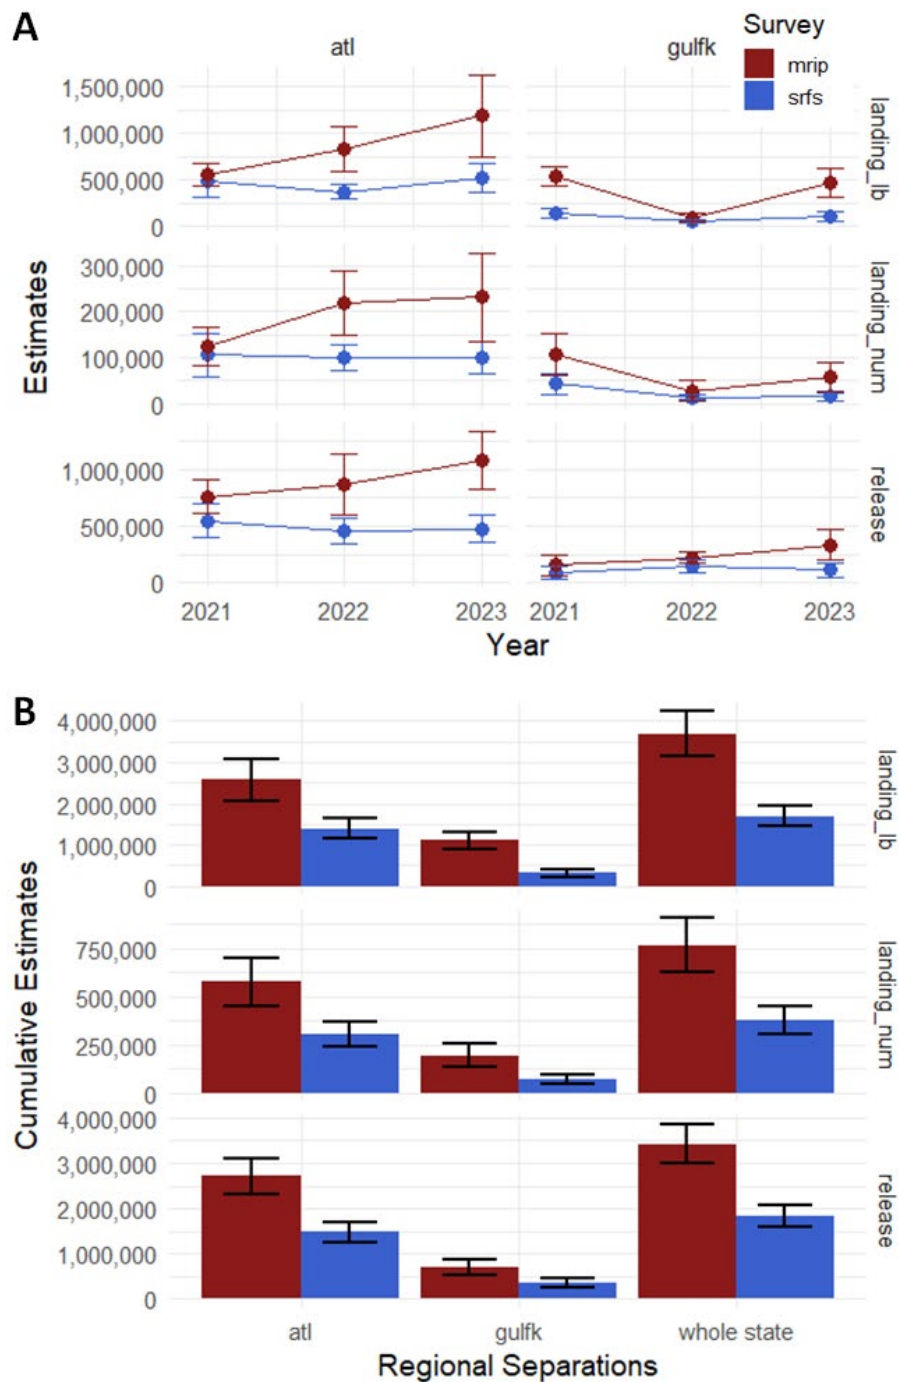 A
Survey
atl
gulfk
mrip
srfs
1,500,000
1,000,000
500,000
0
landing_lb
300,000
200,000
100,000
0
landing_num
1,000,000
500,000
0
release
Estimates
2021 2022 2023 2021 2022 2023
Year
B
4,000,000
3,000,000
2,000,000
1,000,000
0
landing_lb
750,000
500,000
250,000
0
landing_num
4,000,000
3,000,000
2,000,000
1,000,000
0
release
Cumulative Estimates
atl gulfk whole state
Regional Separations